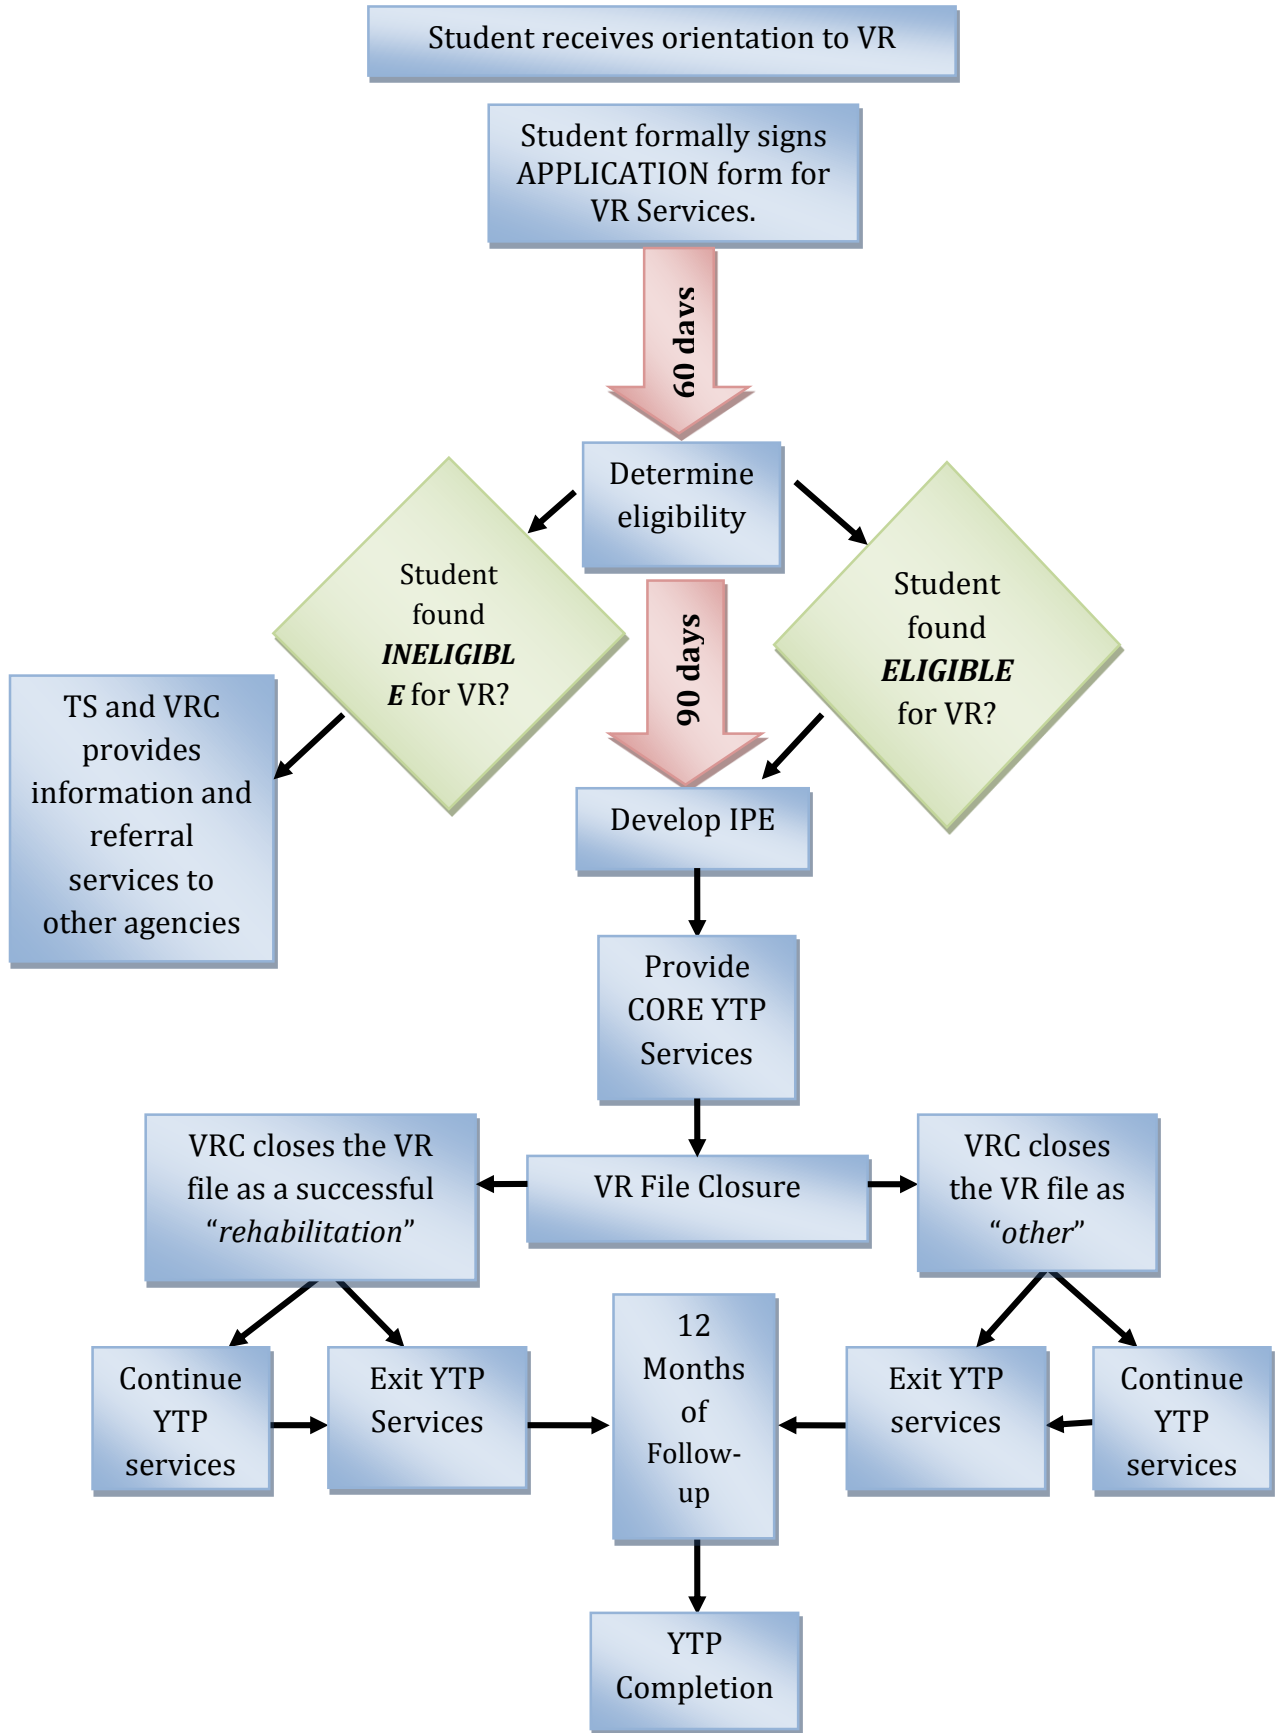 Student receives orientation to VR
Student formally signs
APPLICATION form for
VR Services.
60 days
Determine
eligibility
Student
found
INELIGIBL
E for VR?
Student
found
ELIGIBLE
for VR?
90 days
TS and VRC
provides
information and
referral
services to
other agencies
Develop IPE
Provide
CORE YTP
Services
VRC closes the VR
file as a successful
“rehabilitation”
VR File Closure
VRC closes
the VR file as
“other”
Continue
YTP
services
Exit YTP
Services
12
Months
of
Follow-
up
Exit YTP
services
Continue
YTP
services
YTP
Completion